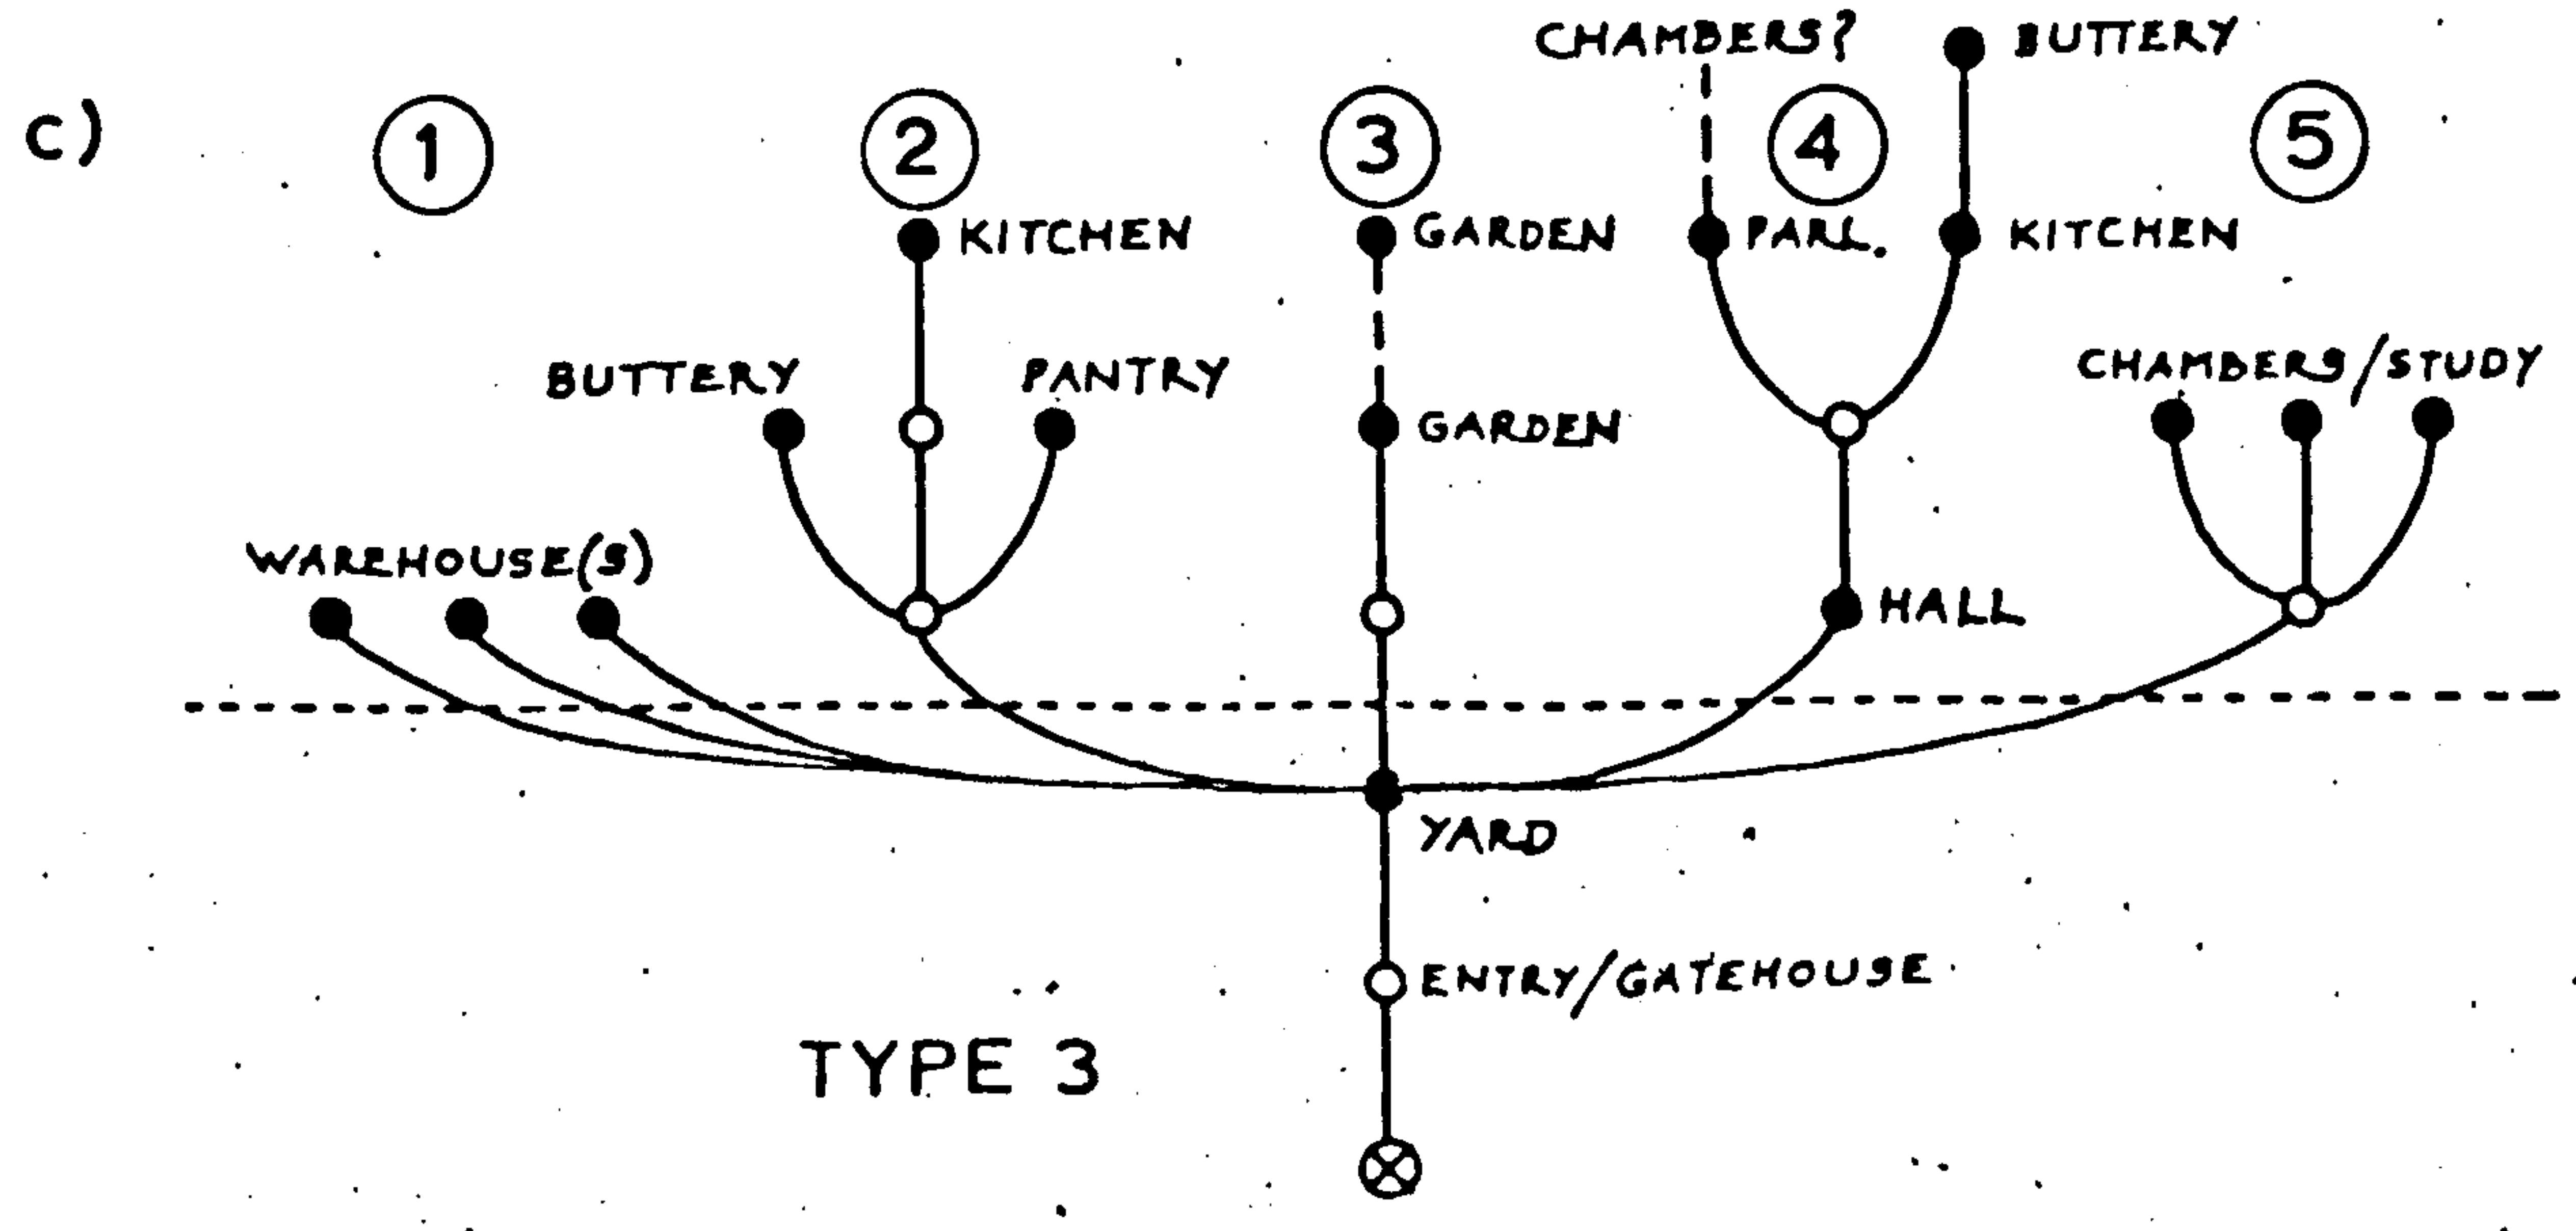 CHAMBERS?
BUTTERY
c)
1
2
3
4
5
KITCHEN
GARDEN
PARL.
KITCHEN
BUTTERY
PANTRY
GARDEN
CHAMBERS/STUDY
WAREHOUSE(S)
HALL
YARD
ENTRY/GATEHOUSE
TYPE 3